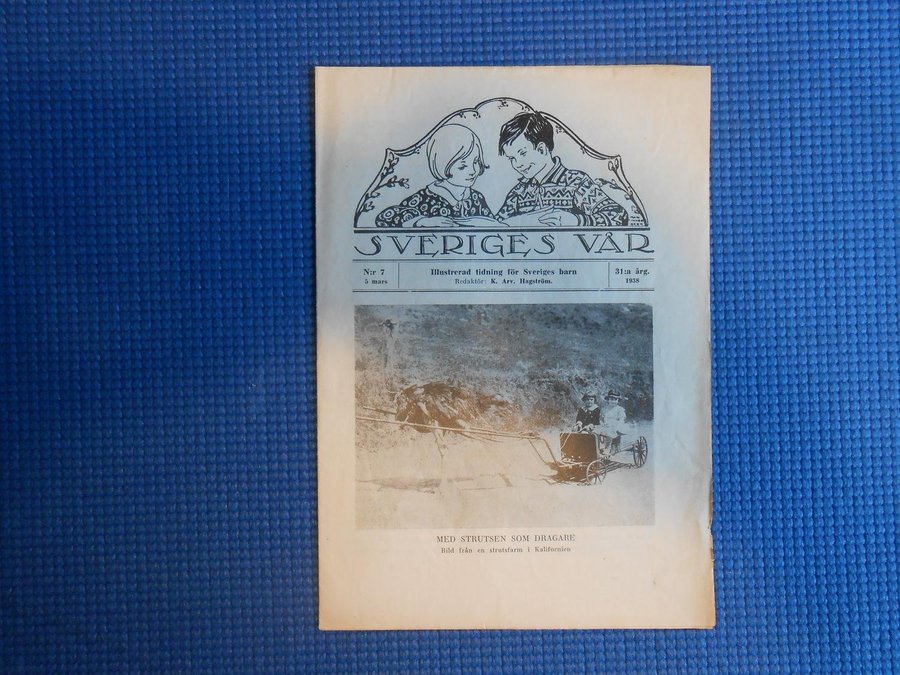 SVERIGES VÅR
N:r 7
5 mars
Illustrerad tidning för Sveriges barn
Redaktör: K. Arv. Hagström.
31:a årg.
1938
MED STRUTSEN SOM DRAGARE
Bild från en strutsfarm i Kalifornien